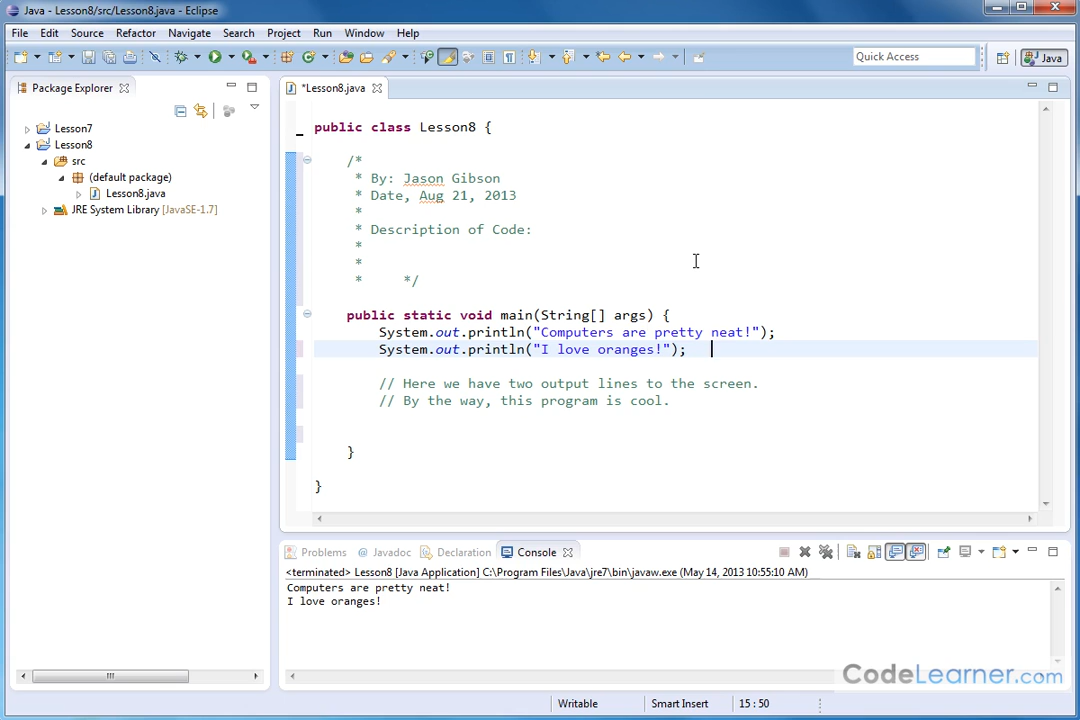 Java - Lesson8/src/Lesson8.java - Eclipse
File Edit Source Refactor Navigate Search Project Run Window Help
Quick Access
Java
Package Explorer
*Lesson8.java
Lesson7
Lesson8
src
(default package)
Lesson8.java
JRE System Library [JavaSE-1.7]
public class Lesson8 {
/*
* By: Jason Gibson
* Date, Aug 21, 2013
*
* Description of Code:
*
*
* */
public static void main(String[] args) {
System.out.println("Computers are pretty neat!");
System.out.println("I love oranges!");
// Here we have two output lines to the screen.
// By the way, this program is cool.
}
}
Problems @ Javadoc Declaration Console
<terminated> Lesson8 [Java Application] C:\Program Files\Java\jre7\bin\javaw.exe (May 14, 2013 10:55:10 AM)
Computers are pretty neat!
I love oranges!
CodeLearner.com
Writable Smart Insert 15 : 50